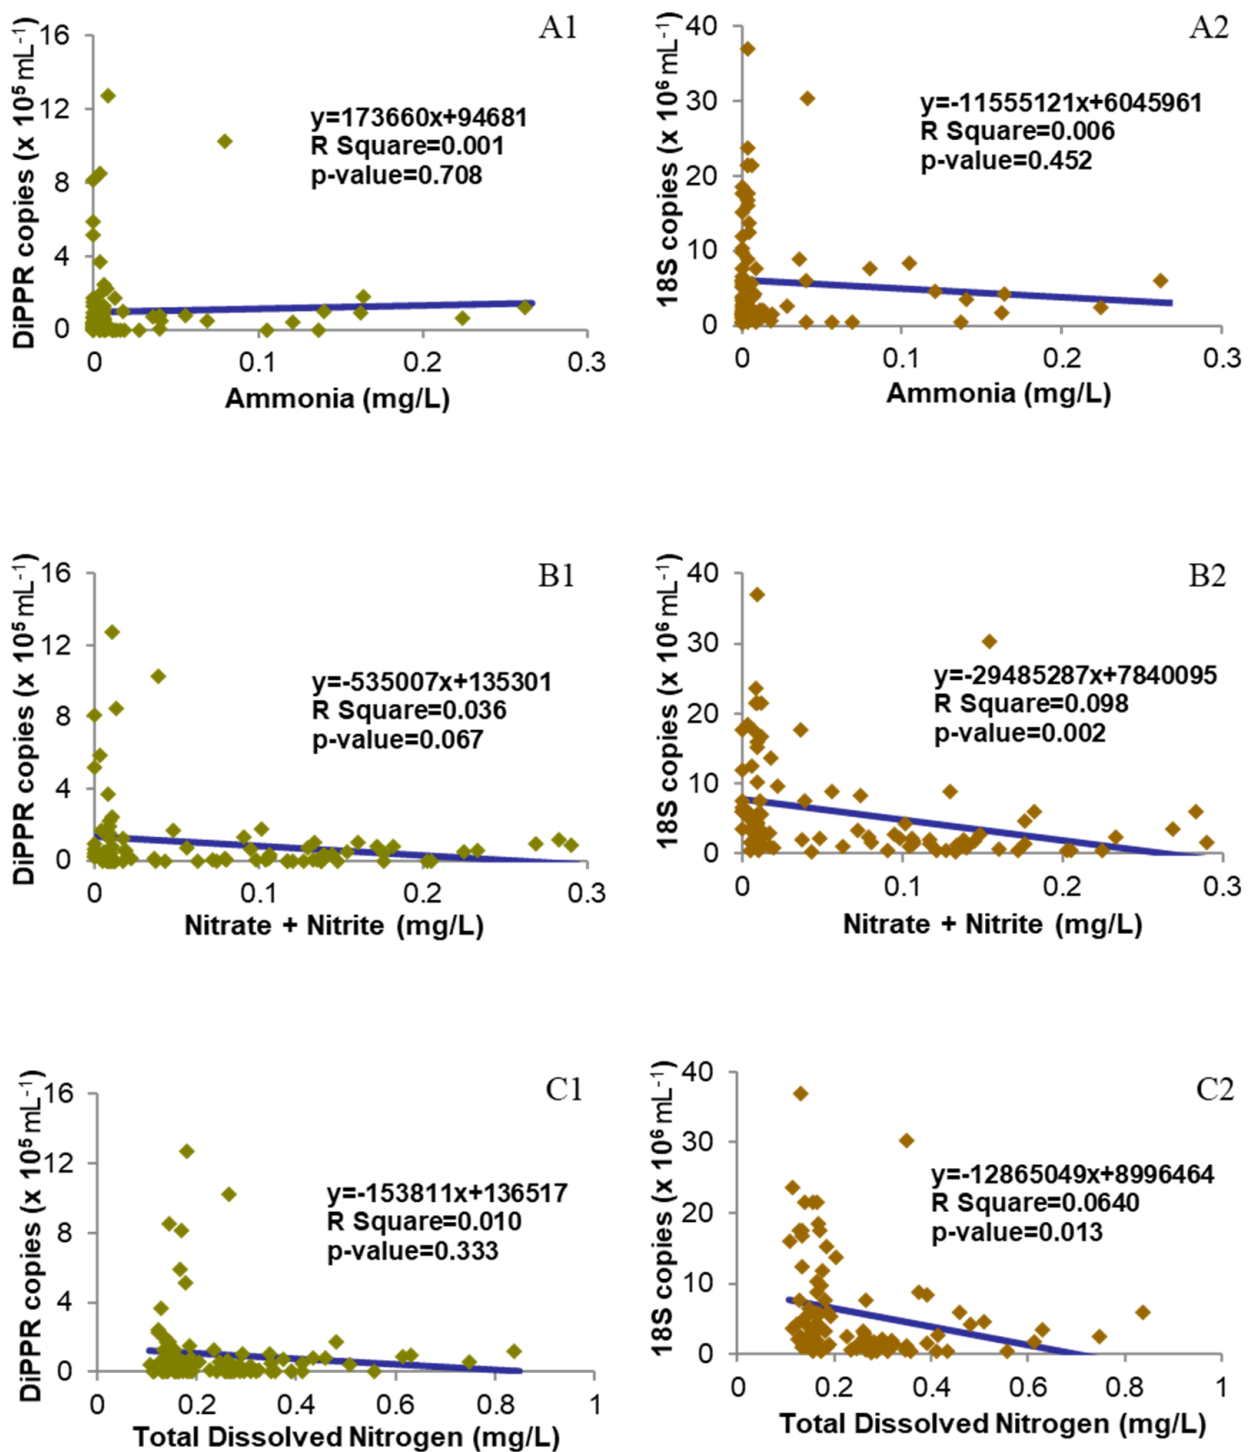 A1
DiPPR copies (x 10⁵ mL⁻¹)
16
12
8
4
0
y=173660x+94681
R Square=0.001
p-value=0.708
0 0.1 0.2 0.3
Ammonia (mg/L)
A2
18S copies (x 10⁶ mL⁻¹)
40
30
20
10
0
y=-11555121x+6045961
R Square=0.006
p-value=0.452
0 0.1 0.2 0.3
Ammonia (mg/L)
B1
DiPPR copies (x 10⁵ mL⁻¹)
16
12
8
4
0
y=-535007x+135301
R Square=0.036
p-value=0.067
0 0.1 0.2 0.3
Nitrate + Nitrite (mg/L)
B2
18S copies (x 10⁶ mL⁻¹)
40
30
20
10
0
y=-29485287x+7840095
R Square=0.098
p-value=0.002
0 0.1 0.2 0.3
Nitrate + Nitrite (mg/L)
C1
DiPPR copies (x 10⁵ mL⁻¹)
16
12
8
4
0
y=-153811x+136517
R Square=0.010
p-value=0.333
0 0.2 0.4 0.6 0.8 1
Total Dissolved Nitrogen (mg/L)
C2
18S copies (x 10⁶ mL⁻¹)
40
30
20
10
0
y=-12865049x+8996464
R Square=0.0640
p-value=0.013
0 0.2 0.4 0.6 0.8 1
Total Dissolved Nitrogen (mg/L)